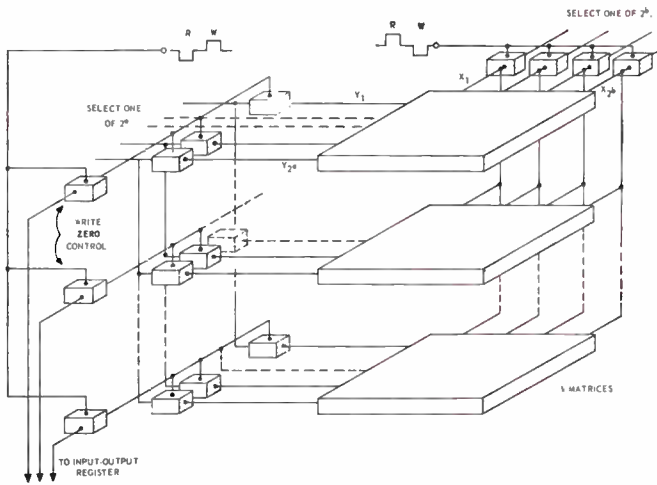 SELECT ONE OF 2ᵇ.
R W
R W
X₁
X₂ᵇ
Y₁
SELECT ONE
OF 2ᵃ
Y₂ᵃ
WRITE
ZERO
CONTROL
MATRICES
TO INPUT-OUTPUT
REGISTER